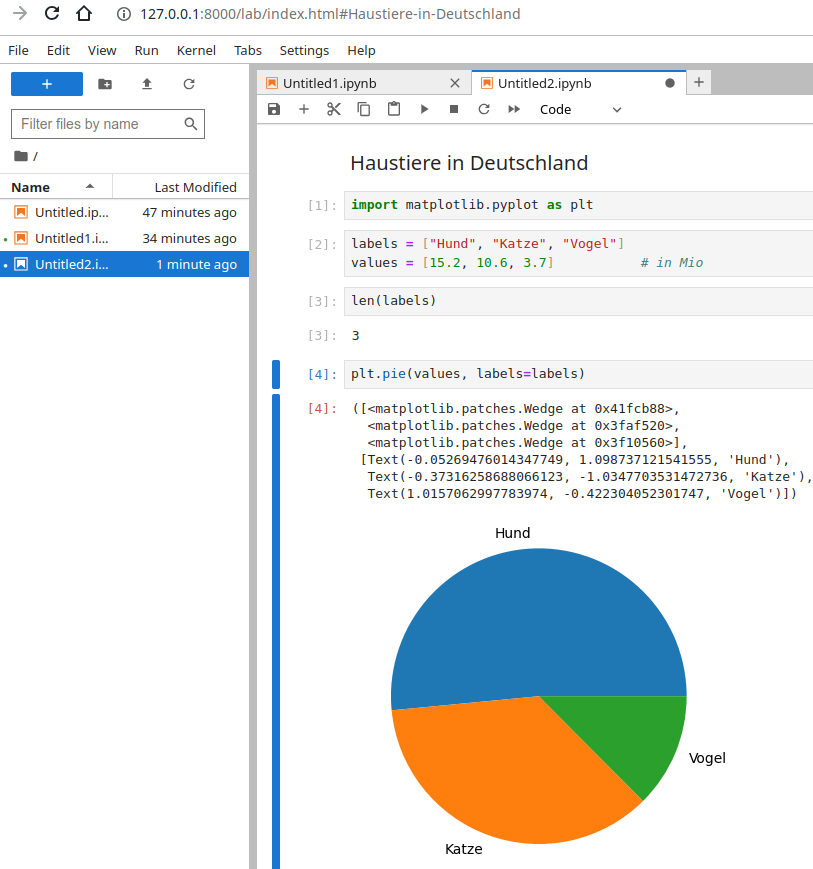 127.0.0.1:8000/lab/index.html#Haustiere-in-Deutschland
File Edit View Run Kernel Tabs Settings Help
Filter files by name
/
Name Last Modified
Untitled.ip... 47 minutes ago
Untitled1.i... 34 minutes ago
Untitled2.i... 1 minute ago
Untitled1.ipynb Untitled2.ipynb
Code
Haustiere in Deutschland
[1]: import matplotlib.pyplot as plt
[2]: labels = ["Hund", "Katze", "Vogel"]
values = [15.2, 10.6, 3.7] # in Mio
[3]: len(labels)
[3]: 3
[4]: plt.pie(values, labels=labels)
[4]: ([<matplotlib.patches.Wedge at 0x41fcb88>,
<matplotlib.patches.Wedge at 0x3faf520>,
<matplotlib.patches.Wedge at 0x3f10560>],
[Text(-0.05269476014347749, 1.098737121541555, 'Hund'),
Text(-0.37316258688066123, -1.0347703531472736, 'Katze'),
Text(1.0157062997783974, -0.422304052301747, 'Vogel')])
Hund
Vogel
Katze